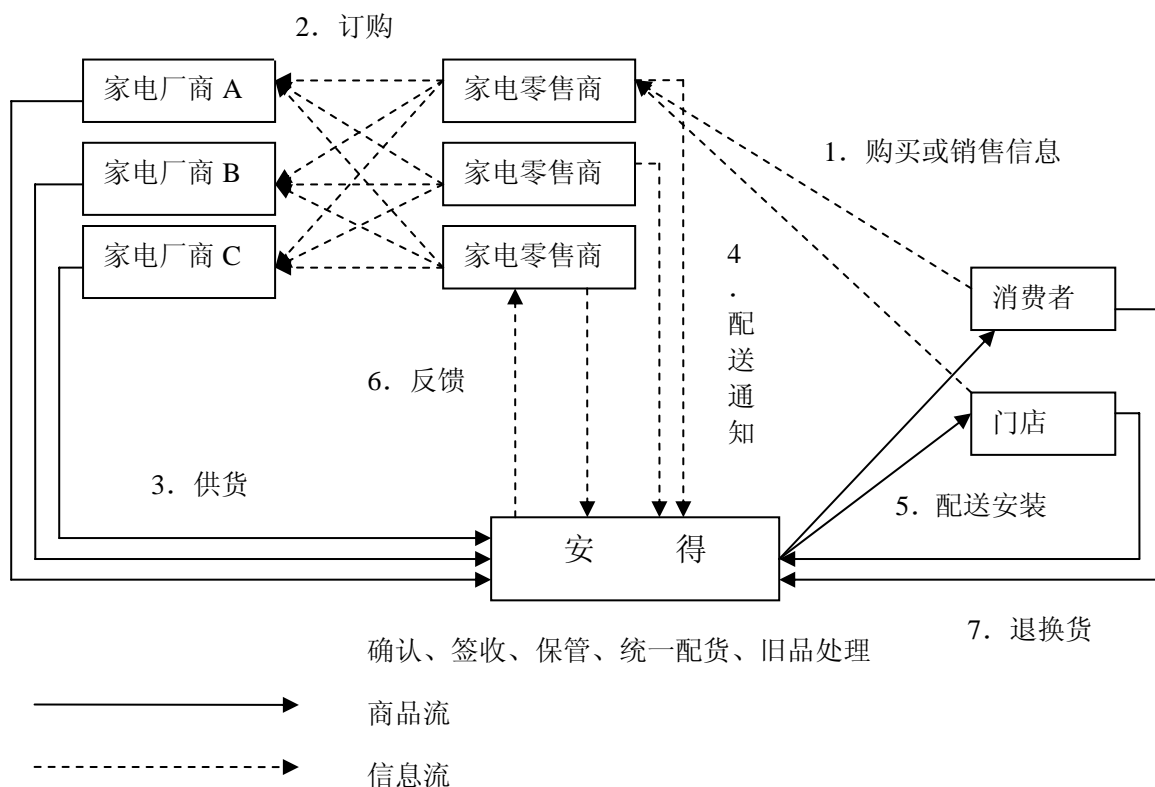 2．订购
家电厂商 A
家电零售商
1．购买或销售信息
家电厂商 B
家电零售商
家电厂商 C
家电零售商
4．配送通知
消费者
6．反馈
门店
3．供货
5．配送安装
安 得
7．退换货
确认、签收、保管、统一配货、旧品处理
商品流
信息流